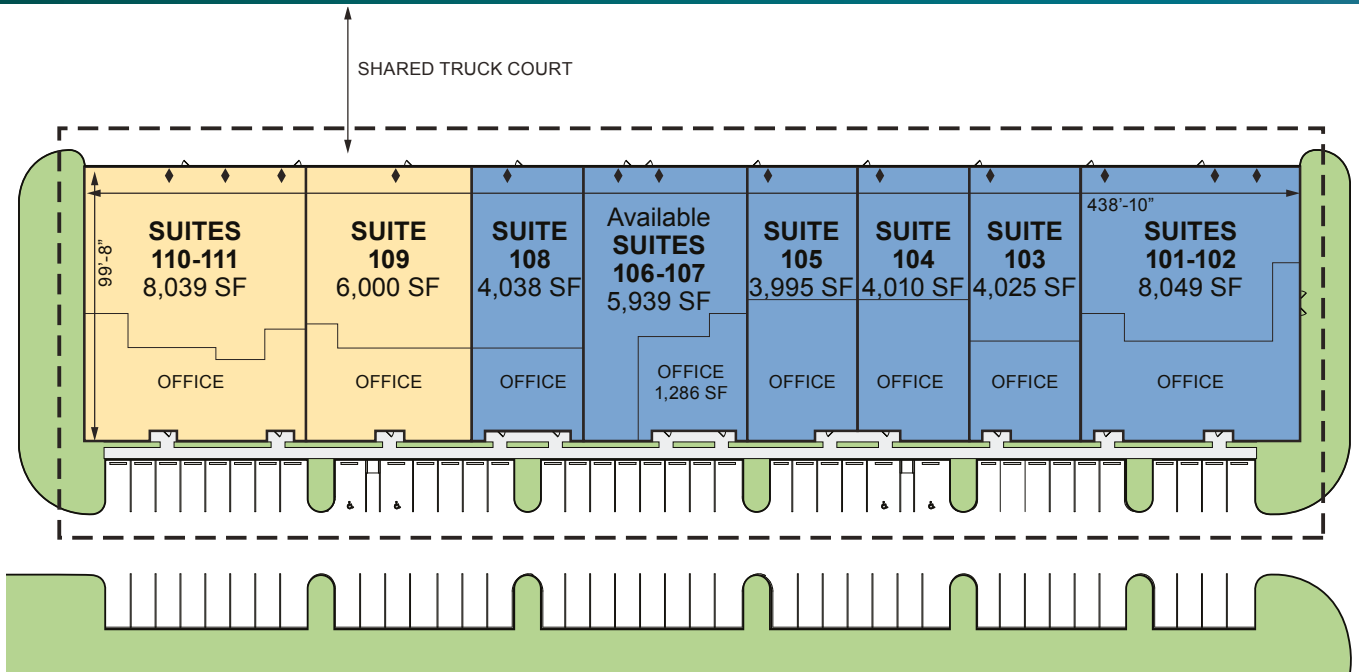 SHARED TRUCK COURT
438'-10"
99'-8"
SUITES
110-111
8,039 SF
OFFICE
SUITE
109
6,000 SF
OFFICE
SUITE
108
4,038 SF
OFFICE
Available
SUITES
106-107
5,939 SF
OFFICE
1,286 SF
SUITE
105
3,995 SF
OFFICE
SUITE
104
4,010 SF
OFFICE
SUITE
103
4,025 SF
OFFICE
SUITES
101-102
8,049 SF
OFFICE